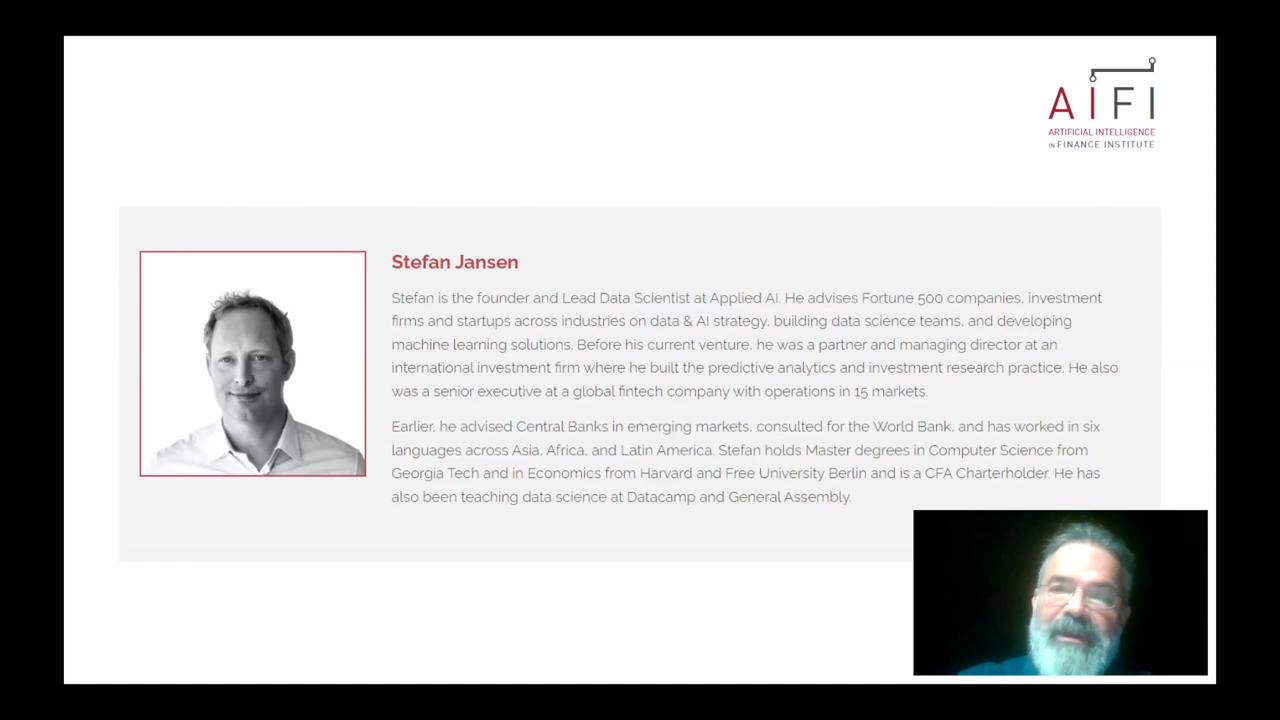 AIFI
ARTIFICIAL INTELLIGENCE
IN FINANCE INSTITUTE
Stefan Jansen
Stefan is the founder and Lead Data Scientist at Applied AI. He advises Fortune 500 companies, investment
firms and startups across industries on data & AI strategy, building data science teams, and developing
machine learning solutions. Before his current venture, he was a partner and managing director at an
international investment firm where he built the predictive analytics and investment research practice. He also
was a senior executive at a global fintech company with operations in 15 markets.
Earlier, he advised Central Banks in emerging markets, consulted for the World Bank, and has worked in six
languages across Asia, Africa, and Latin America. Stefan holds Master degrees in Computer Science from
Georgia Tech and in Economics from Harvard and Free University Berlin and is a CFA Charterholder. He has
also been teaching data science at Datacamp and General Assembly.